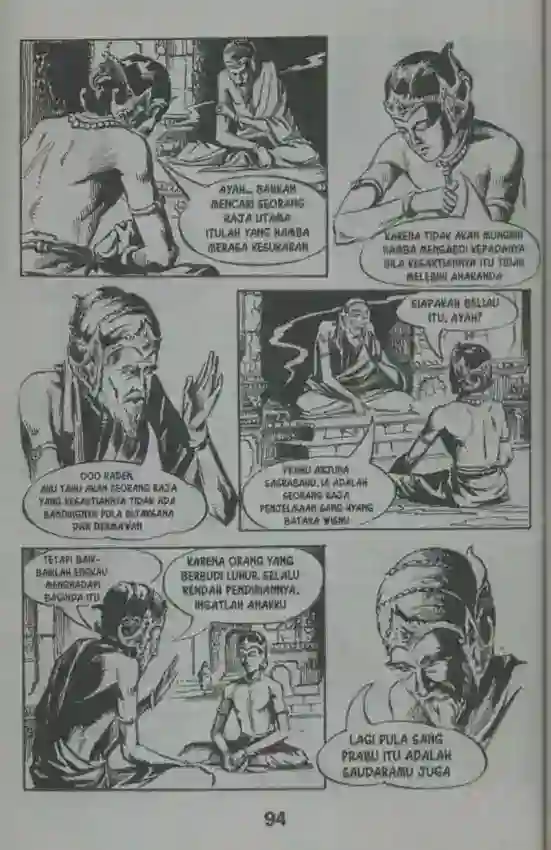 AYAH... BAHKAN
MENCARI SEORANG
RAJA UTAMA
ITULAH YANG HAMBA
MERASA KESUKARAN
KARENA TIDAK AKAN MUNGKIN
HAMBA MENGABDI KEPADANYA
BILA KESAKTIANNYA ITU TIDAK
MELEBIHI ANAKANDA
OOO RADEN,
AKU TAHU AKAN SEORANG RAJA
YANG KESAKTIANNYA TIDAK ADA
BANDINGNYA PULA BIJAKSANA
DAN DERMAWAN
SIAPAKAH BELIAU
ITU, AYAH?
PRABU ARJUNA
SASRABAHU, IA ADALAH
SEORANG RAJA
PENJELMAAN SANG HYANG
BATARA WISNU
TETAPI BAIK-
BAIKLAH ENGKAU
MENGHADAPI
BAGINDA ITU
KARENA ORANG YANG
BERBUDI LUHUR, SELALU
RENDAH PENDIRIANNYA,
INGATLAH ANAKKU
LAGI PULA SANG
PRABU ITU ADALAH
SAUDARAMU JUGA
94